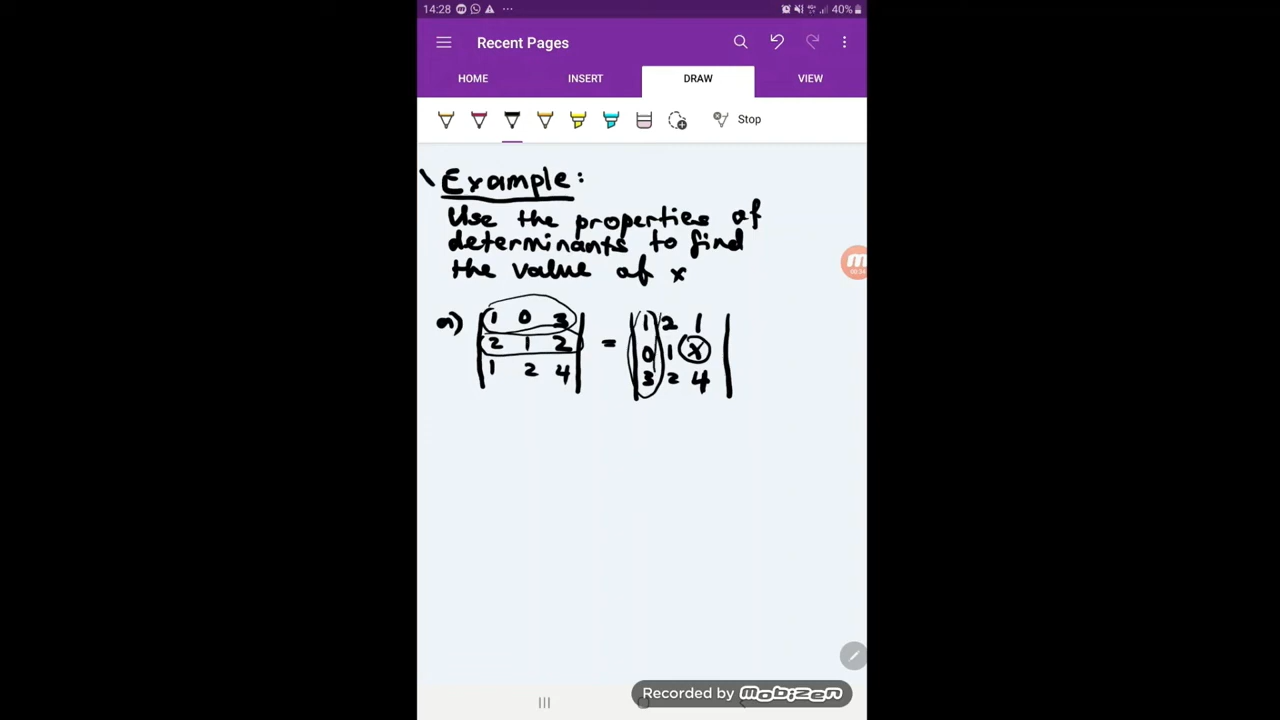 14:28 ... 40%
Recent Pages
HOME INSERT DRAW VIEW
Stop
Example:
Use the properties of
determinants to find
the value of x
a) | 1 0 3 | = | 1 2 1 |
| 2 1 2 | | 0 1 x |
| 1 2 4 | | 3 2 4 |
Recorded by mobizen